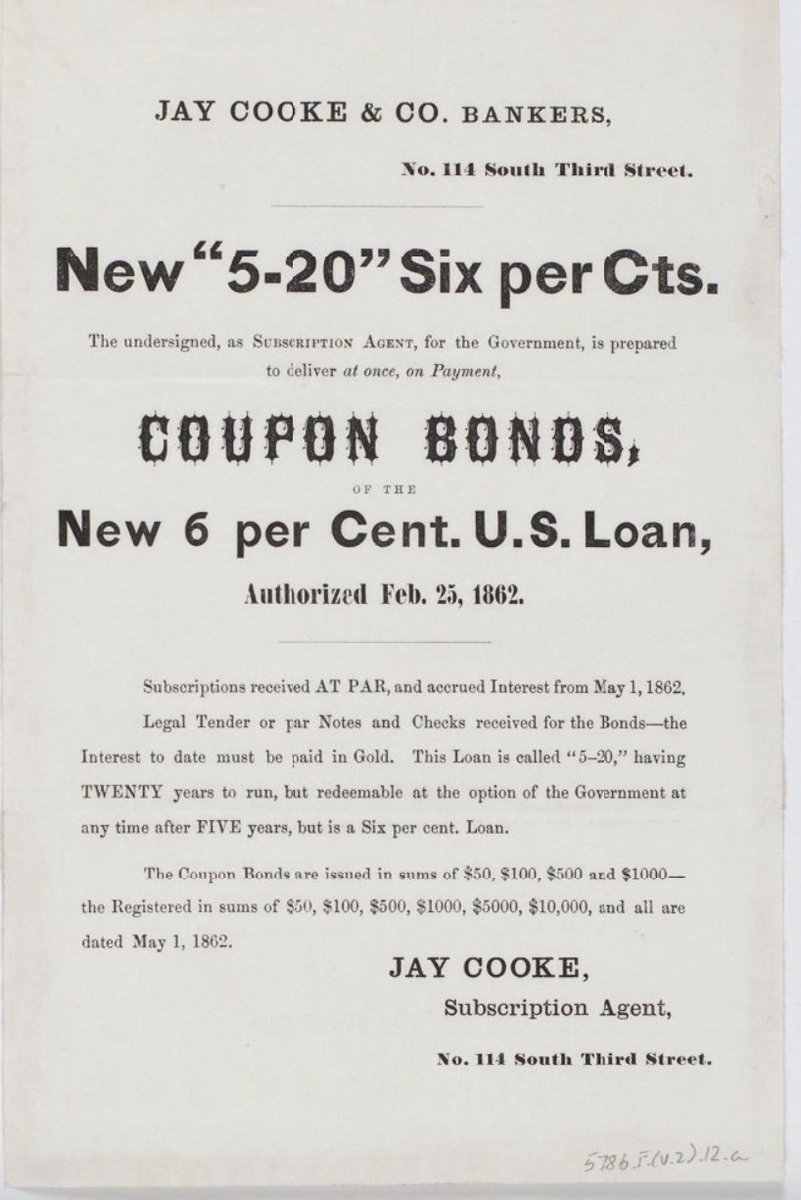 JAY COOKE & CO. BANKERS,
No. 114 South Third Street.
New "5-20" Six per Cts.
The undersigned, as Subscription Agent, for the Government, is prepared
to deliver at once, on Payment,
COUPON BONDS,
OF THE
New 6 per Cent. U.S. Loan,
Authorized Feb. 25, 1862.
Subscriptions received AT PAR, and accrued Interest from May 1, 1862.
Legal Tender or par Notes and Checks received for the Bonds—the
Interest to date must be paid in Gold. This Loan is called "5–20," having
TWENTY years to run, but redeemable at the option of the Government at
any time after FIVE years, but is a Six per cent. Loan.
The Coupon Bonds are issued in sums of $50, $100, $500 and $1000—
the Registered in sums of $50, $100, $500, $1000, $5000, $10,000, and all are
dated May 1, 1862.
JAY COOKE,
Subscription Agent,
No. 114 South Third Street.
5786.F.(v.2).12.a